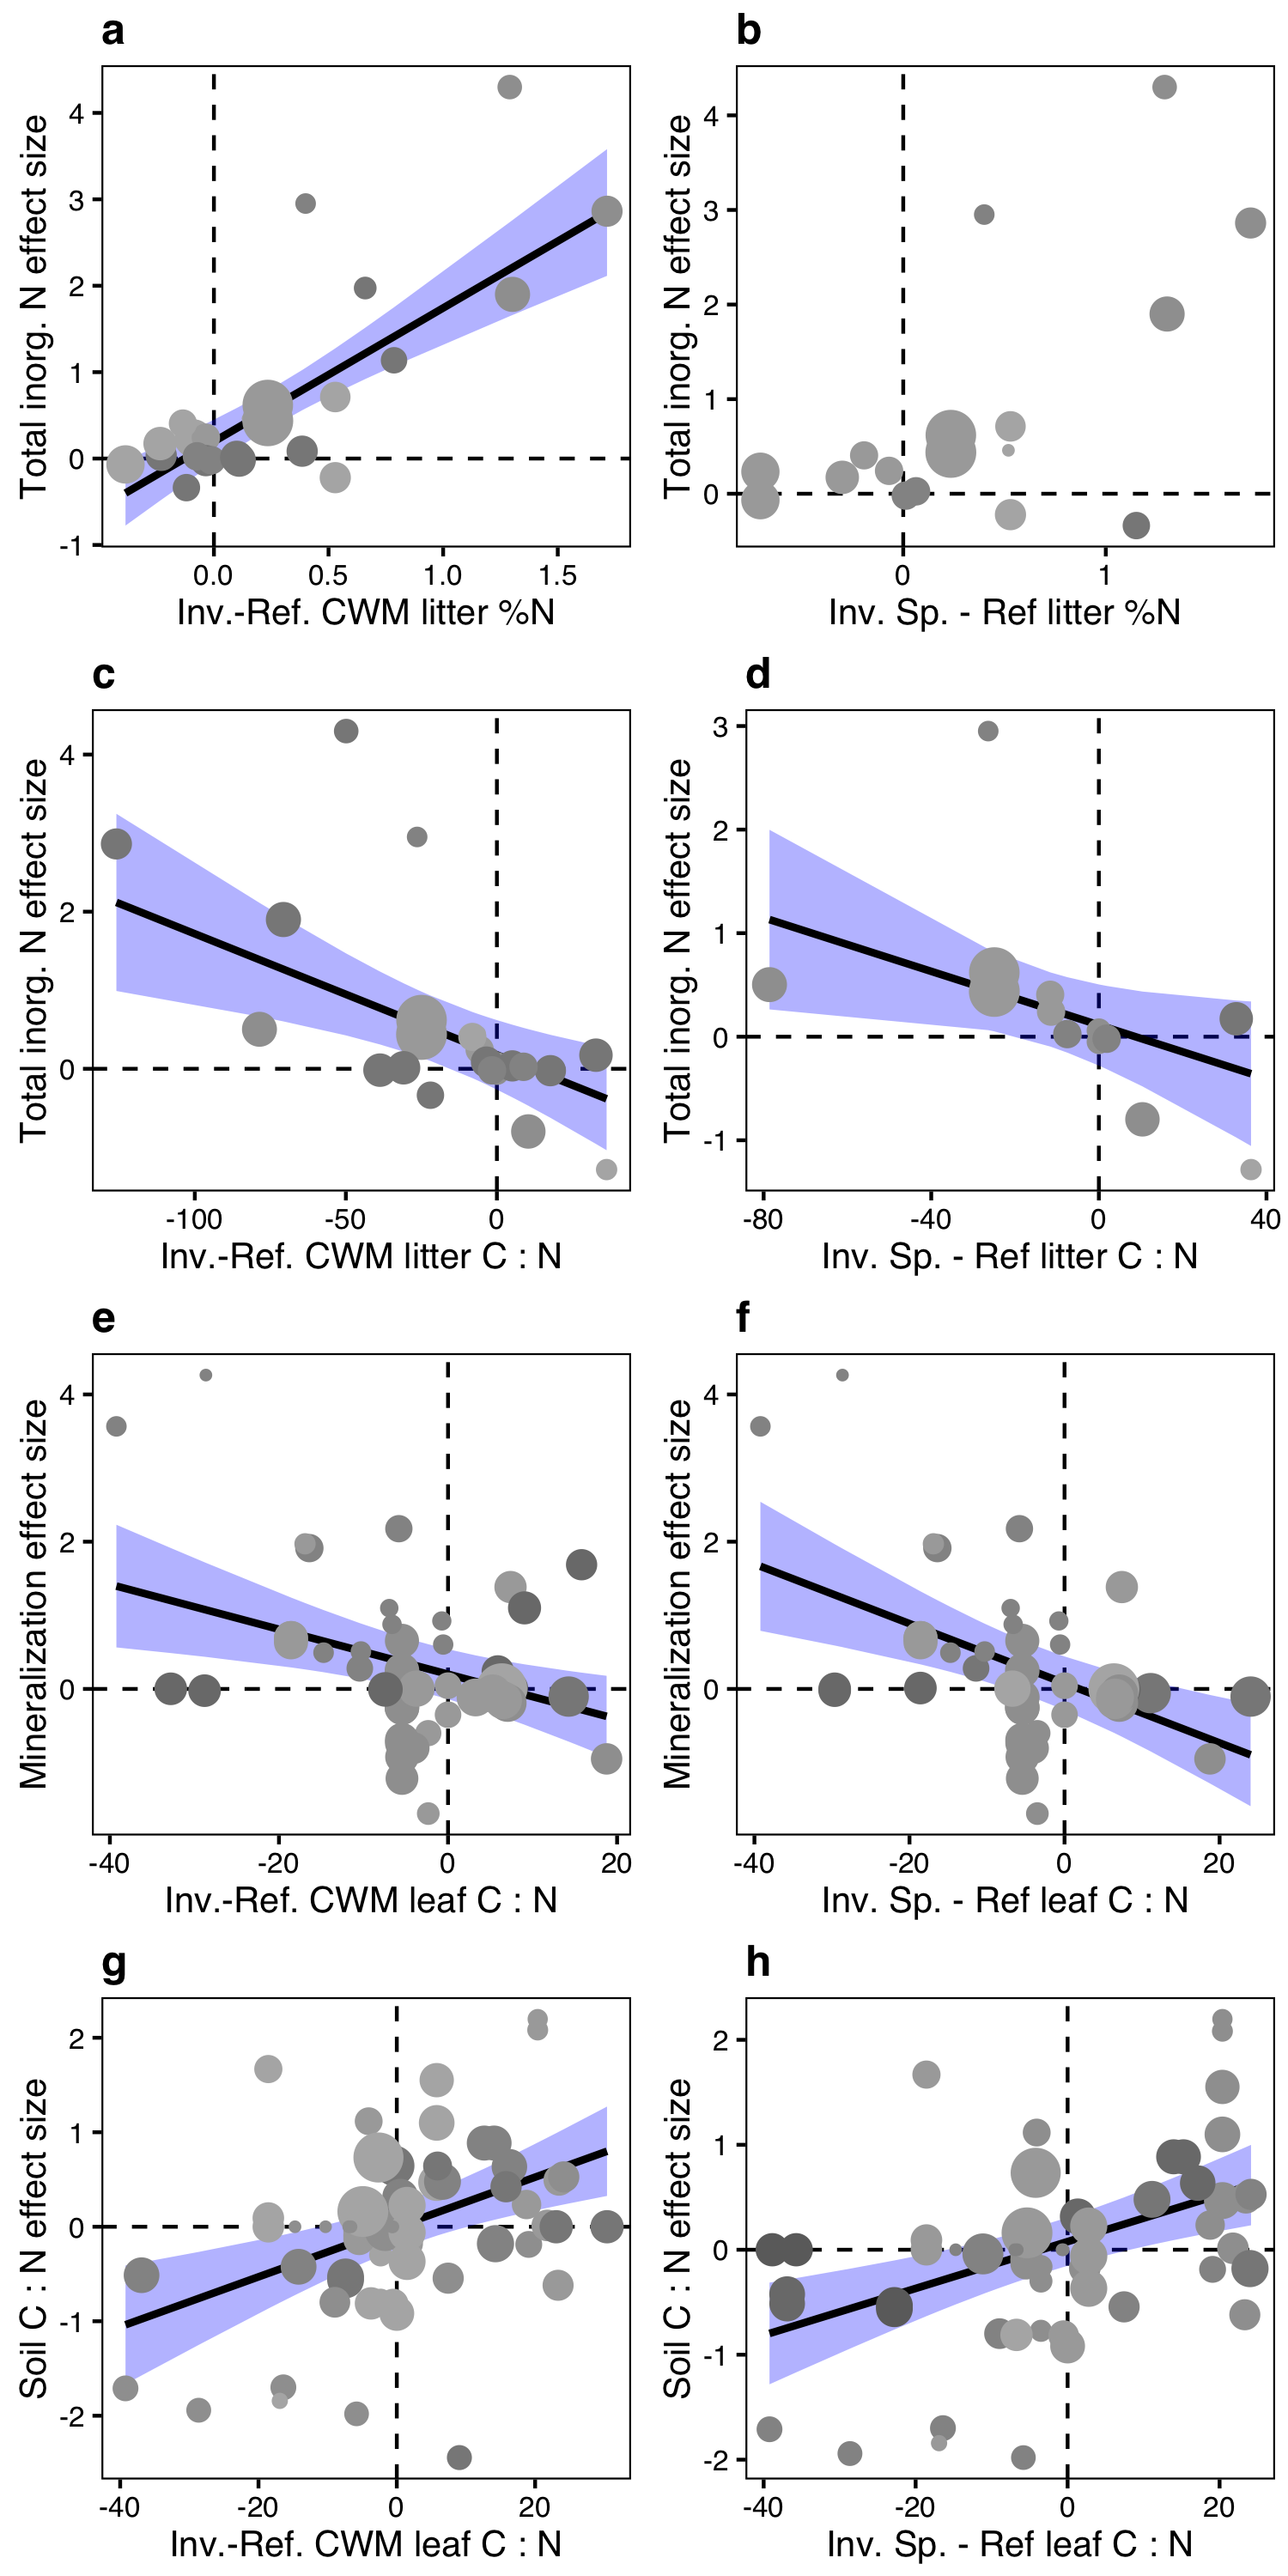 a
b
Total inorg. N effect size
4
3
2
1
0
-1
0.0
0.5
1.0
1.5
Inv.-Ref. CWM litter %N
Total inorg. N effect size
4
3
2
1
0
0
1
Inv. Sp. - Ref litter %N
c
d
Total inorg. N effect size
4
2
0
-100
-50
0
Inv.-Ref. CWM litter C : N
Total inorg. N effect size
3
2
1
0
-1
-80
-40
0
40
Inv. Sp. - Ref litter C : N
e
f
Mineralization effect size
4
2
0
-40
-20
0
20
Inv.-Ref. CWM leaf C : N
Mineralization effect size
4
2
0
-40
-20
0
20
Inv. Sp. - Ref leaf C : N
g
h
Soil C : N effect size
2
1
0
-1
-2
-40
-20
0
20
Inv.-Ref. CWM leaf C : N
Soil C : N effect size
2
1
0
-1
-2
-40
-20
0
20
Inv. Sp. - Ref leaf C : N